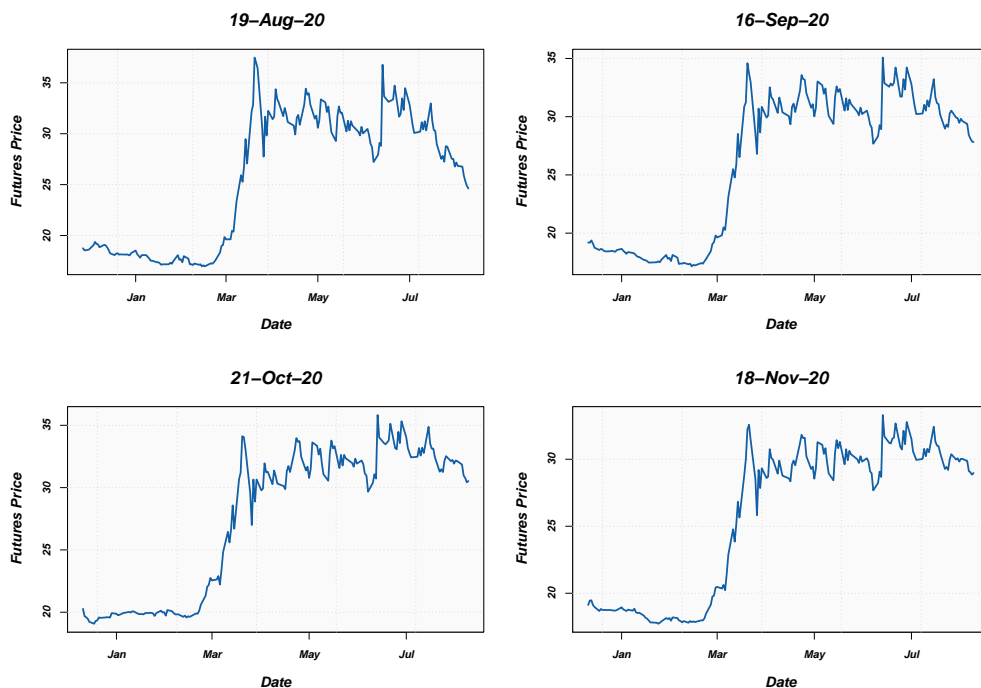 19–Aug–20
Futures Price
35
30
25
20
Jan
Mar
May
Jul
Date
16–Sep–20
Futures Price
35
30
25
20
Jan
Mar
May
Jul
Date
21–Oct–20
Futures Price
35
30
25
20
Jan
Mar
May
Jul
Date
18–Nov–20
Futures Price
30
25
20
Jan
Mar
May
Jul
Date